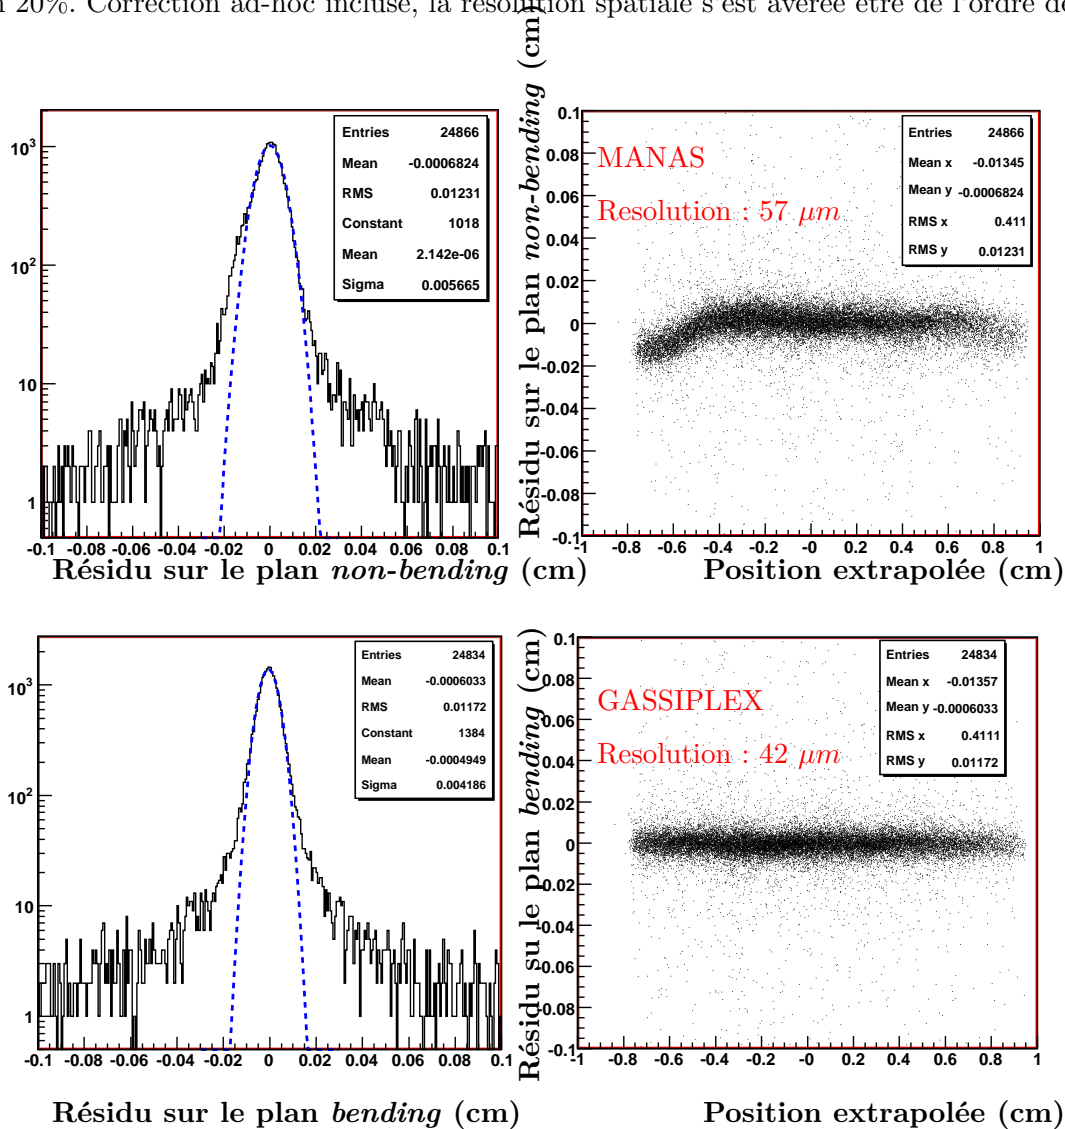 n 20%. Correction ad-hoc incluse, la résolution spatiale s'est avérée être de l'ordre de
Entries 24866
Mean -0.0006824
RMS 0.01231
Constant 1018
Mean 2.142e-06
Sigma 0.005665
10³
10²
10
1
-0.1 -0.08 -0.06 -0.04 -0.02 0 0.02 0.04 0.06 0.08 0.1
Résidu sur le plan non-bending (cm)
Résidu sur le plan non-bending (cm)
MANAS
Resolution : 57 μm
Entries 24866
Mean x -0.01345
Mean y -0.0006824
RMS x 0.411
RMS y 0.01231
0.1
0.08
0.06
0.04
0.02
0
-0.02
-0.04
-0.06
-0.08
-0.1
-1 -0.8 -0.6 -0.4 -0.2 -0 0.2 0.4 0.6 0.8 1
Position extrapolée (cm)
Entries 24834
Mean -0.0006033
RMS 0.01172
Constant 1384
Mean -0.0004949
Sigma 0.004186
10³
10²
10
1
-0.1 -0.08 -0.06 -0.04 -0.02 0 0.02 0.04 0.06 0.08 0.1
Résidu sur le plan bending (cm)
Résidu su le plan bending (cm)
GASSIPLEX
Resolution : 42 μm
Entries 24834
Mean x -0.01357
Mean y -0.0006033
RMS x 0.4111
RMS y 0.01172
0.1
0.08
0.06
0.04
0.02
0
-0.02
-0.04
-0.06
-0.08
-0.1
-1 -0.8 -0.6 -0.4 -0.2 -0 0.2 0.4 0.6 0.8 1
Position extrapolée (cm)